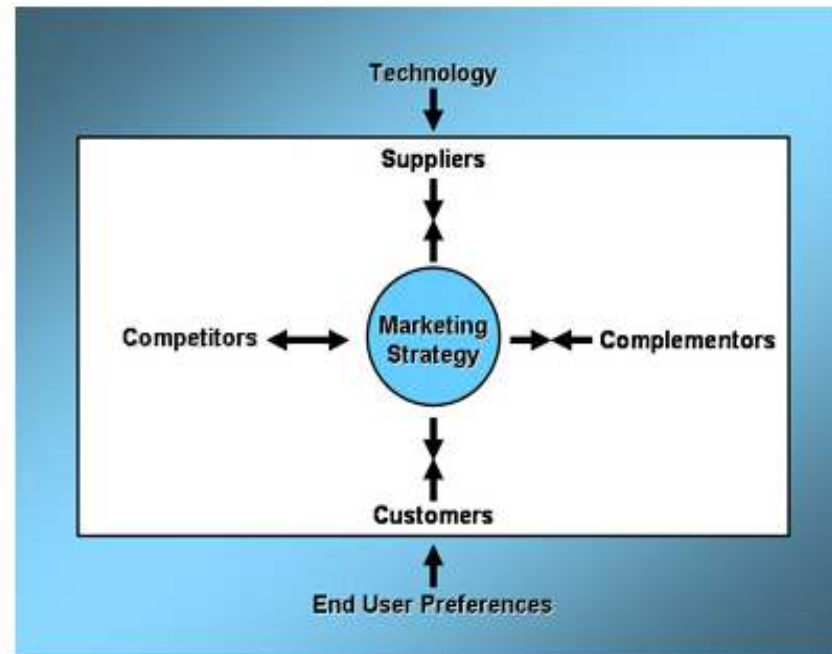 Technology
Suppliers
Competitors
Marketing
Strategy
Complementors
Customers
End User Preferences